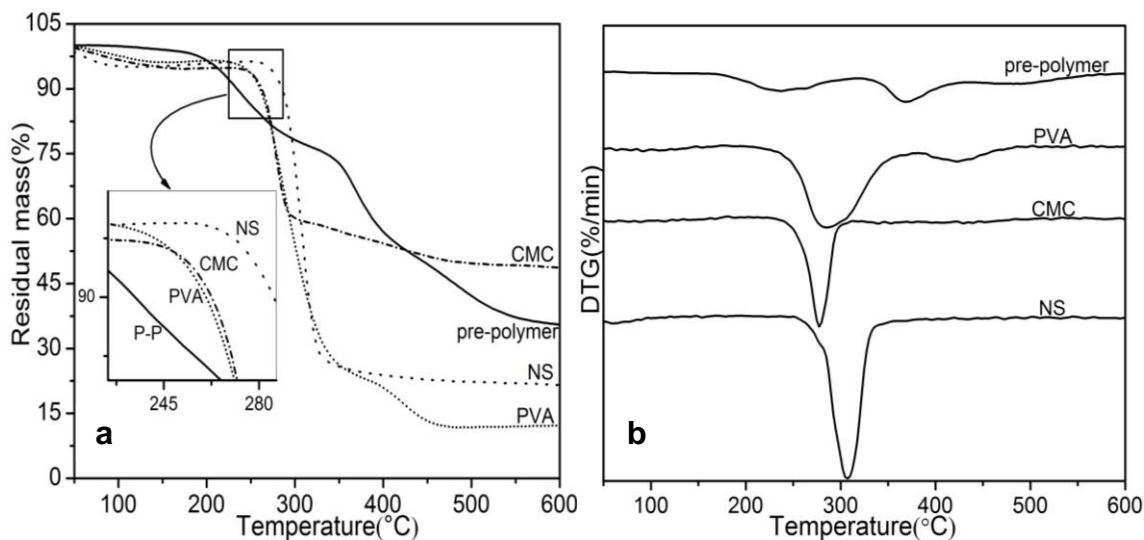 105
90
75
60
45
30
15
0
Residual mass(%)
100
200
300
400
500
600
Temperature(°C)
CMC
pre-polymer
NS
PVA
NS
CMC
PVA
P-P
90
245
280
a
DTG(%/min)
pre-polymer
PVA
CMC
NS
100
200
300
400
500
600
Temperature(°C)
b